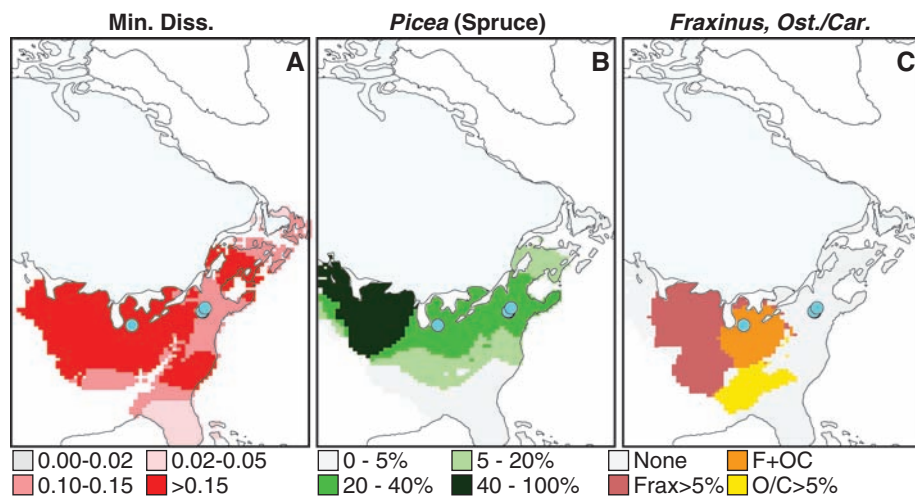 Min. Diss. Picea (Spruce) Fraxinus, Ost./Car.
A B C
0.00-0.02 0.02-0.05 0 - 5% 5 - 20% None F+OC
0.10-0.15 >0.15 20 - 40% 40 - 100% Frax>5% O/C>5%